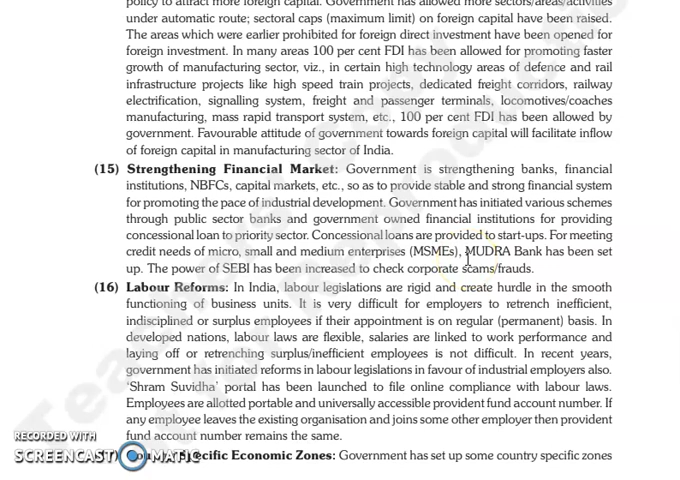 policy to attract more foreign capital. Government has allowed more sectors/areas/activities
under automatic route; sectoral caps (maximum limit) on foreign capital have been raised.
The areas which were earlier prohibited for foreign direct investment have been opened for
foreign investment. In many areas 100 per cent FDI has been allowed for promoting faster
growth of manufacturing sector, viz., in certain high technology areas of defence and rail
infrastructure projects like high speed train projects, dedicated freight corridors, railway
electrification, signalling system, freight and passenger terminals, locomotives/coaches
manufacturing, mass rapid transport system, etc., 100 per cent FDI has been allowed by
government. Favourable attitude of government towards foreign capital will facilitate inflow
of foreign capital in manufacturing sector of India.
(15) Strengthening Financial Market: Government is strengthening banks, financial
institutions, NBFCs, capital markets, etc., so as to provide stable and strong financial system
for promoting the pace of industrial development. Government has initiated various schemes
through public sector banks and government owned financial institutions for providing
concessional loan to priority sector. Concessional loans are provided to start-ups. For meeting
credit needs of micro, small and medium enterprises (MSMEs), MUDRA Bank has been set
up. The power of SEBI has been increased to check corporate scams/frauds.
(16) Labour Reforms: In India, labour legislations are rigid and create hurdle in the smooth
functioning of business units. It is very difficult for employers to retrench inefficient,
indisciplined or surplus employees if their appointment is on regular (permanent) basis. In
developed nations, labour laws are flexible, salaries are linked to work performance and
laying off or retrenching surplus/inefficient employees is not difficult. In recent years,
government has initiated reforms in labour legislations in favour of industrial employers also.
'Shram Suvidha' portal has been launched to file online compliance with labour laws.
Employees are allotted portable and universally accessible provident fund account number. If
any employee leaves the existing organisation and joins some other employer then provident
fund account number remains the same.
RECORDED WITH
SCREENCAST MATIC
Specific Economic Zones: Government has set up some country specific zones